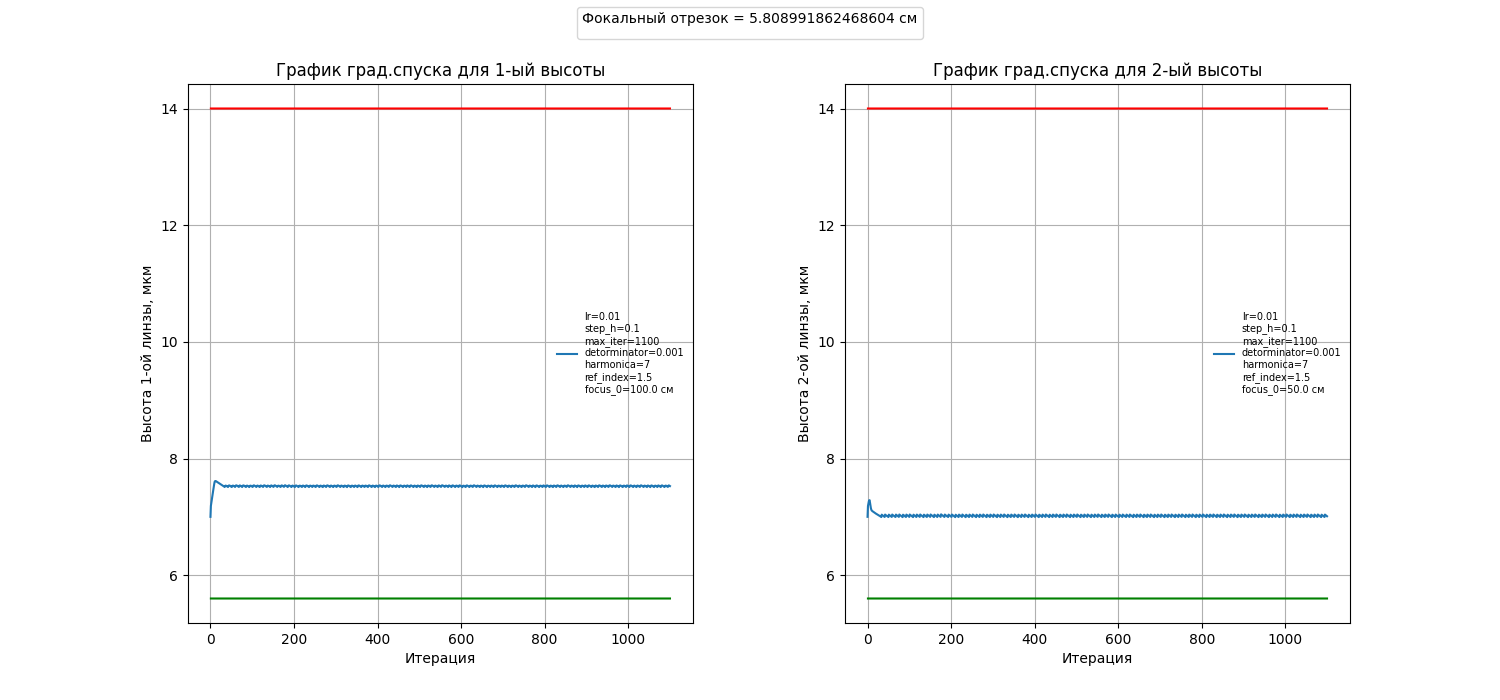 Фокальный отрезок = 5.808991862468604 см
График град.спуска для 1-ый высоты
Высота 1-ой линзы, мкм
14
12
10
8
6
lr=0.01
step_h=0.1
max_iter=1100
detorminator=0.001
harmonica=7
ref_index=1.5
focus_0=100.0 см
0 200 400 600 800 1000
Итерация
График град.спуска для 2-ый высоты
Высота 2-ой линзы, мкм
14
12
10
8
6
lr=0.01
step_h=0.1
max_iter=1100
detorminator=0.001
harmonica=7
ref_index=1.5
focus_0=50.0 см
0 200 400 600 800 1000
Итерация